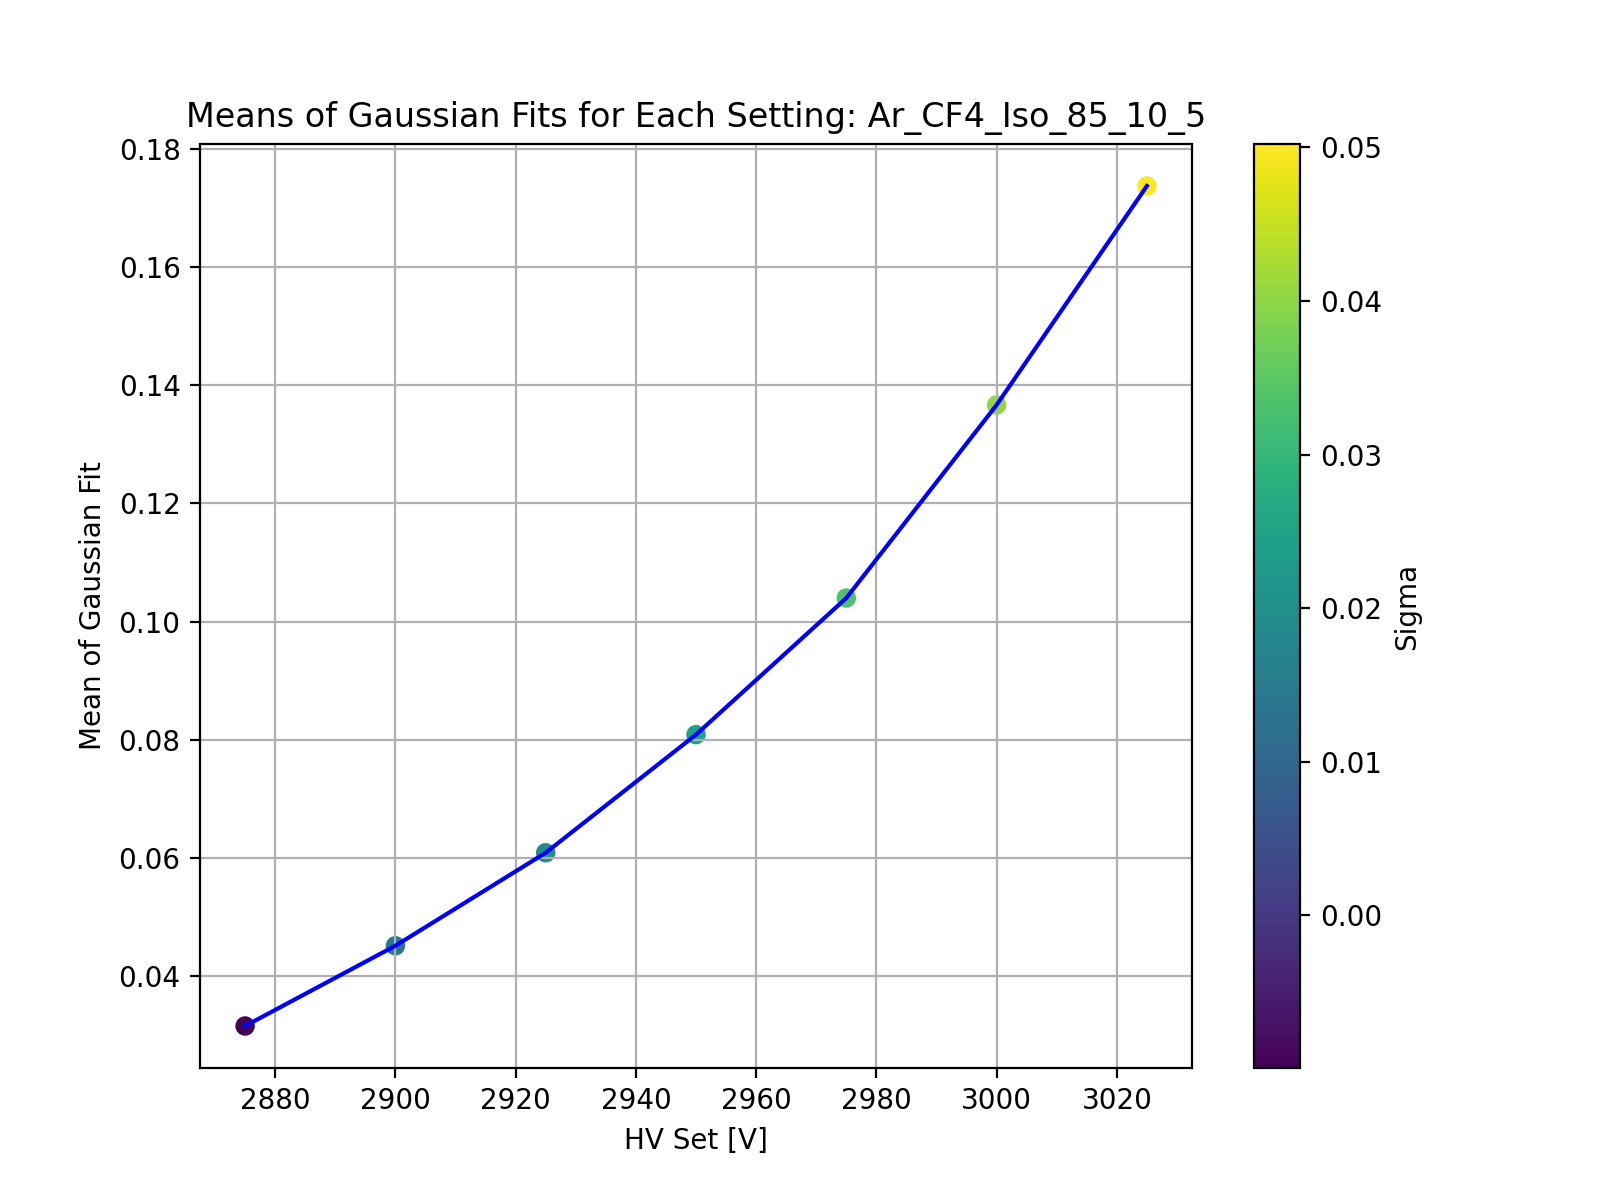 Means of Gaussian Fits for Each Setting: Ar_CF4_Iso_85_10_5
0.18
0.16
0.14
0.12
0.10
0.08
0.06
0.04
Mean of Gaussian Fit
2880 2900 2920 2940 2960 2980 3000 3020
HV Set [V]
0.05
0.04
0.03
0.02
0.01
0.00
Sigma